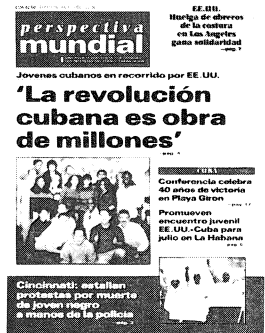 EE.UU.
Huelga de obreros
de la costura
en Los Angeles
gana solidaridad
perspectiva
mundial
Jóvenes cubanos en recorrido por EE.UU.
'La revolución
cubana es obra
de millones'
CUBA
Conferencia celebra
40 años de victoria
en Playa Giron
Promueven
encuentro juvenil
EE.UU.-Cuba para
julio en La Habana
Cincinnati: estallan
protestas por muerte
de joven negro
a manos de la policía